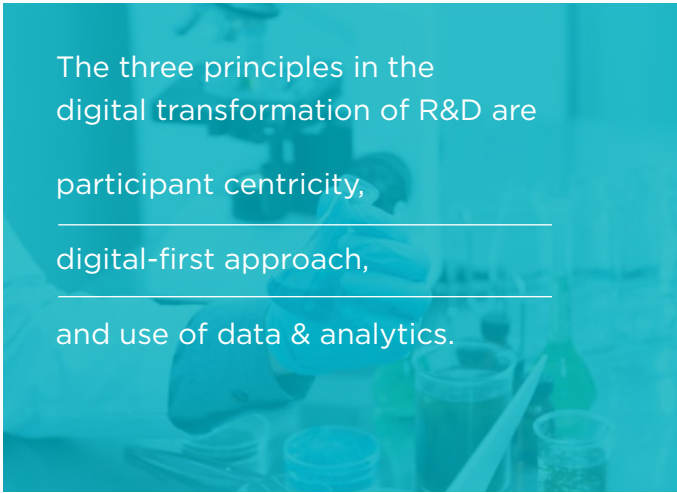 The three principles in the
digital transformation of R&D are
participant centricity,
digital-first approach,
and use of data & analytics.